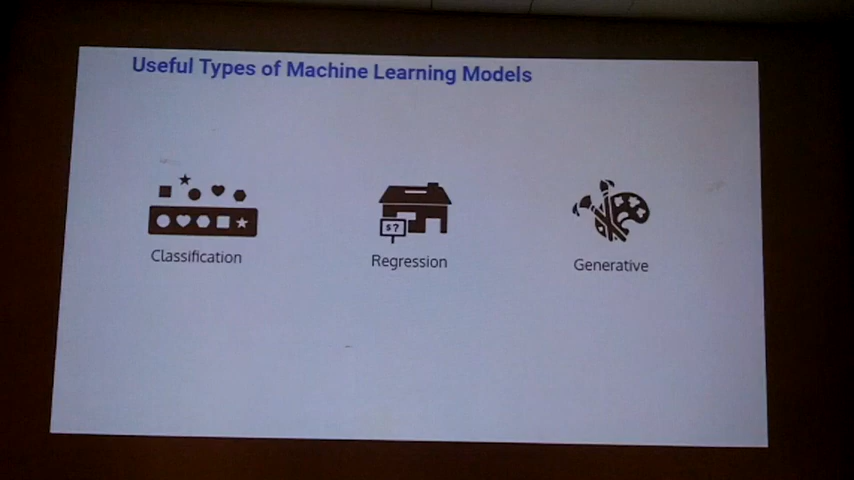 Useful Types of Machine Learning Models
$?
Classification
Regression
Generative